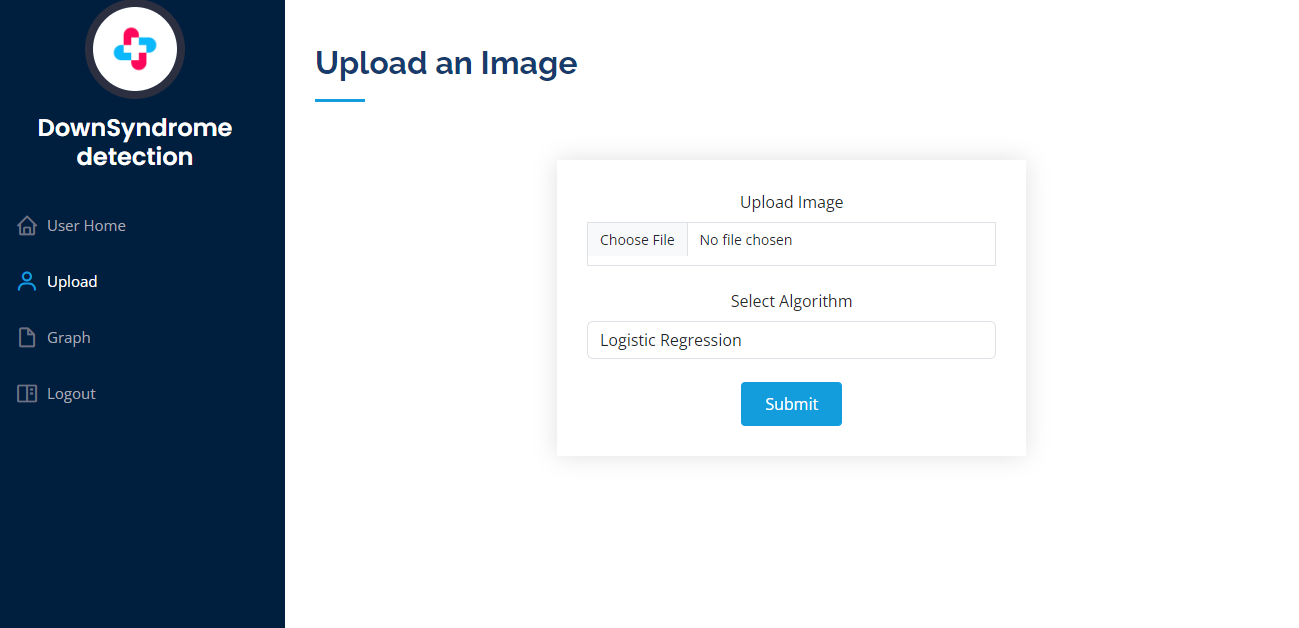 DownSyndrome
detection
User Home
Upload
Graph
Logout
Upload an Image
Upload Image
Choose File No file chosen
Select Algorithm
Logistic Regression
Submit